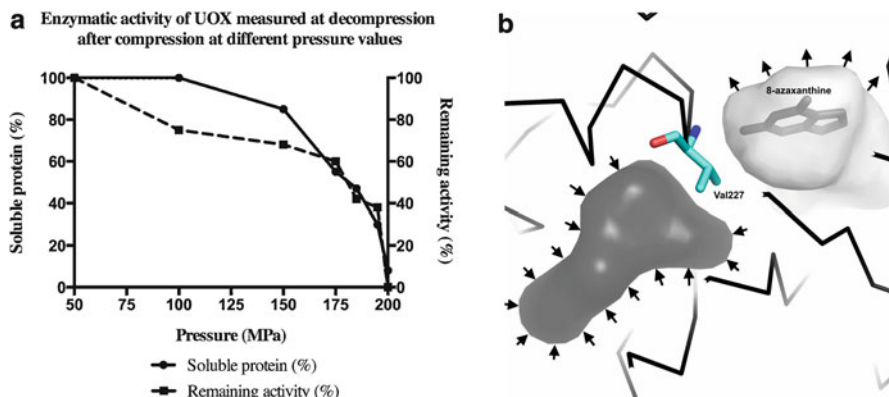 a
Enzymatic activity of UOX measured at decompression
after compression at different pressure values
100
80
60
40
20
0
Soluble protein (%)
100
80
60
40
20
0
Remaining activity
(%)
50 75 100 125 150 175 200
Pressure (MPa)
Soluble protein (%)
Remaining activity (%)
b
8-azaxanthine
Val227